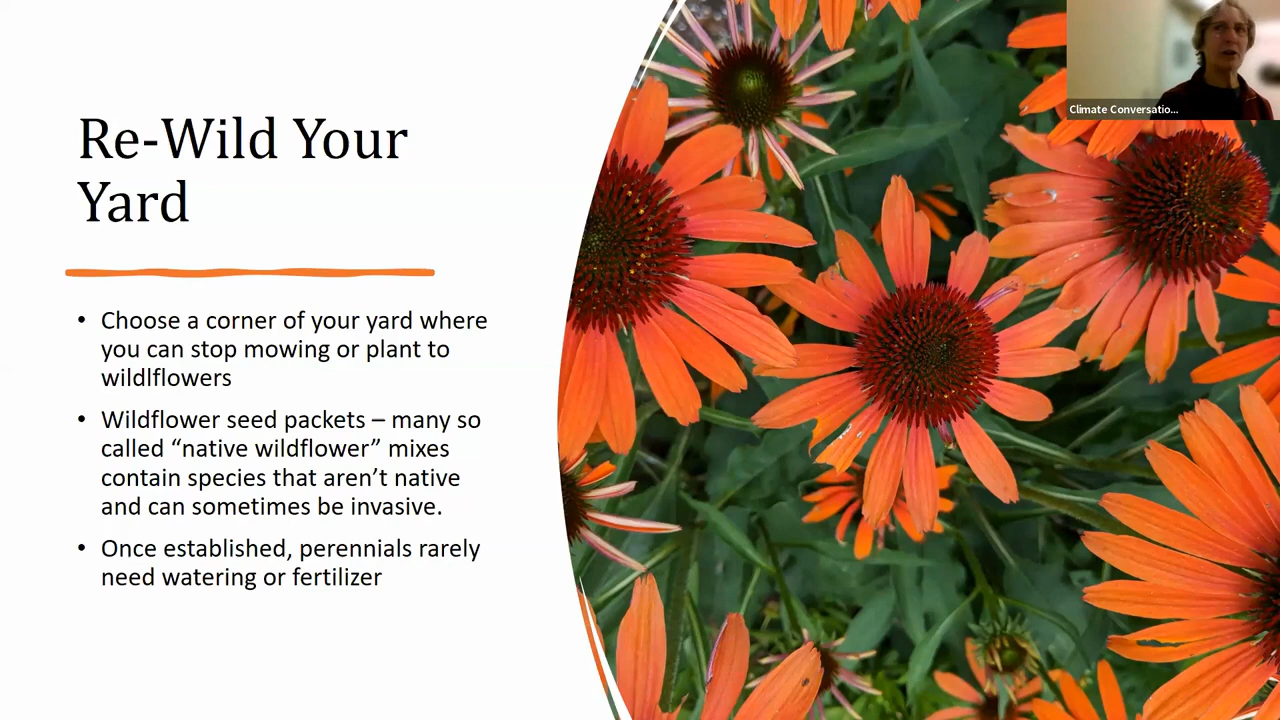 Climate Conversatio...
Re-Wild Your
Yard
• Choose a corner of your yard where
you can stop mowing or plant to
wildlflowers
• Wildflower seed packets – many so
called “native wildflower” mixes
contain species that aren’t native
and can sometimes be invasive.
• Once established, perennials rarely
need watering or fertilizer